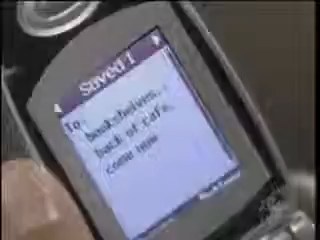 Saved 1
To
bookshelves..
back of cafe.
come now